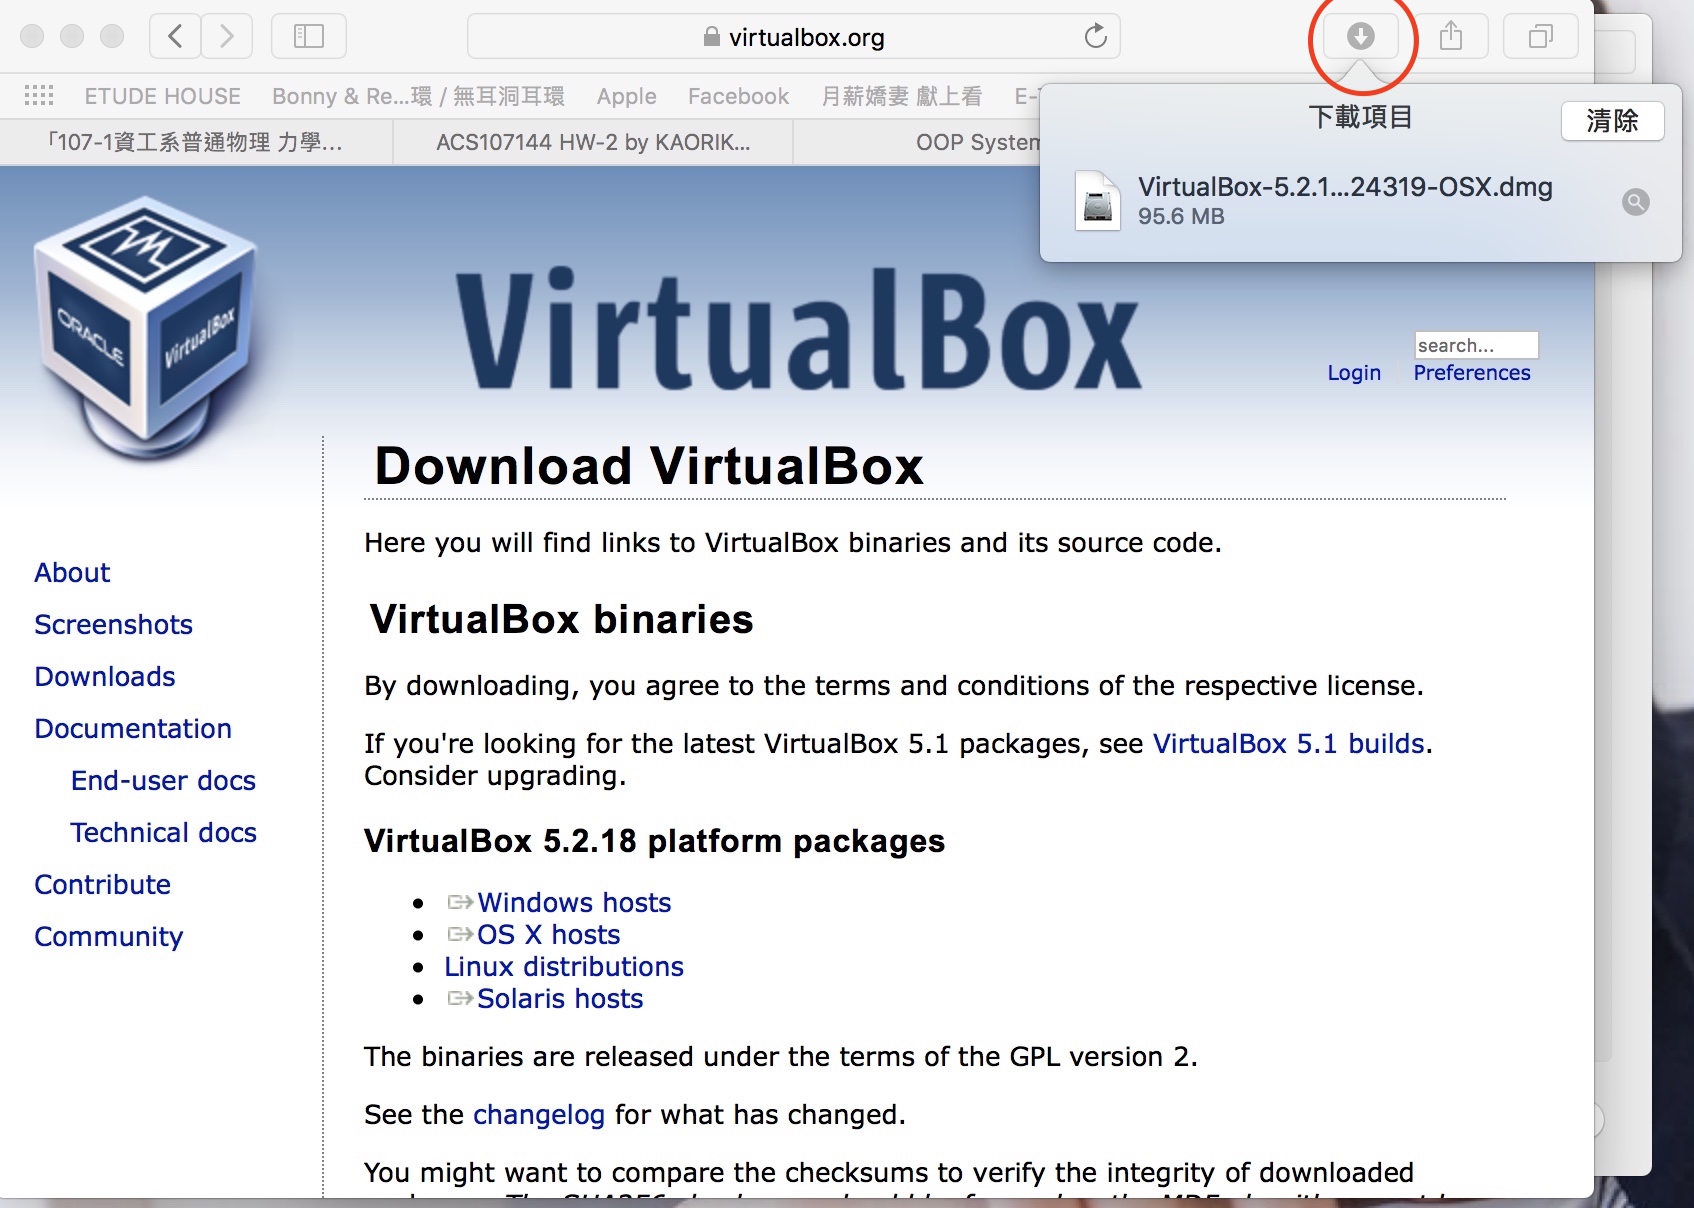 virtualbox.org
ETUDE HOUSE
Bonny & Re...環 / 無耳洞耳環
Apple
Facebook
月薪嬌妻 獻上看
下載項目
清除
「107-1資工系普通物理 力學...
ACS107144 HW-2 by KAORIK...
OOP System
VirtualBox-5.2.1...24319-OSX.dmg
95.6 MB
ORACLE
VirtualBox
VirtualBox
search...
Login
Preferences
About
Screenshots
Downloads
Documentation
End-user docs
Technical docs
Contribute
Community
Download VirtualBox
Here you will find links to VirtualBox binaries and its source code.
VirtualBox binaries
By downloading, you agree to the terms and conditions of the respective license.
If you're looking for the latest VirtualBox 5.1 packages, see VirtualBox 5.1 builds.
Consider upgrading.
VirtualBox 5.2.18 platform packages
Windows hosts
OS X hosts
Linux distributions
Solaris hosts
The binaries are released under the terms of the GPL version 2.
See the changelog for what has changed.
You might want to compare the checksums to verify the integrity of downloaded